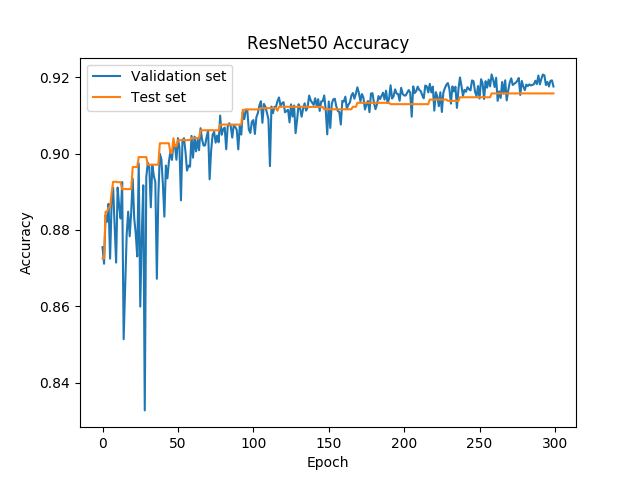 ResNet50 Accuracy
Validation set
Test set
0.92
0.90
0.88
0.86
0.84
Accuracy
0 50 100 150 200 250 300
Epoch